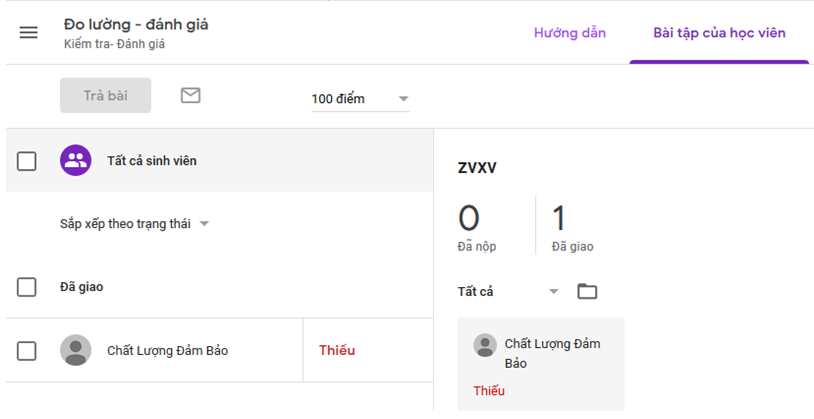 Đo lường - đánh giá
Kiểm tra- Đánh giá
Hướng dẫn
Bài tập của học viên
Trả bài
100 điểm
Tất cả sinh viên
Sắp xếp theo trạng thái
Đã giao
Chất Lượng Đảm Bảo
Thiếu
ZVXV
0
1
Đã nộp
Đã giao
Tất cả
Chất Lượng Đảm
Bảo
Thiếu